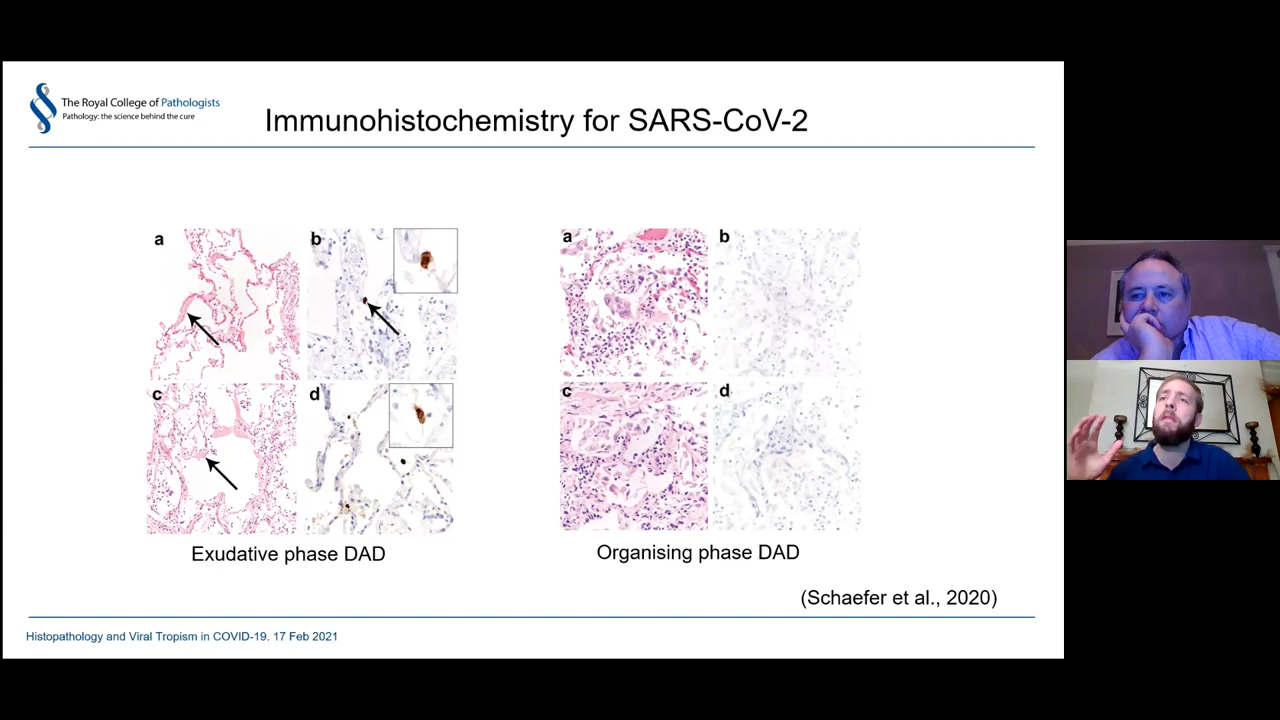 The Royal College of Pathologists
Pathology: the science behind the cure
Immunohistochemistry for SARS-CoV-2
a
b
c
d
Exudative phase DAD
a
b
c
d
Organising phase DAD
(Schaefer et al., 2020)
Histopathology and Viral Tropism in COVID-19. 17 Feb 2021